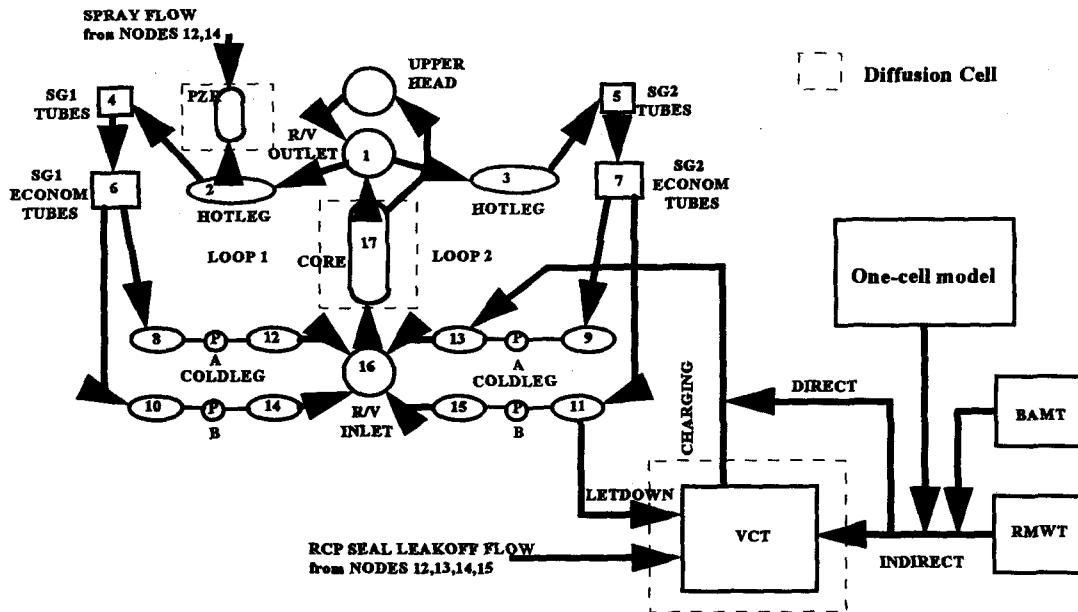 SPRAY FLOW
from NODES 12,14
UPPER
HEAD
Diffusion Cell
SG1
TUBES
4
PZR
5
SG2
TUBES
R/V
OUTLET
1
SG1
ECONOM
TUBES
6
2
HOTLEG
3
HOTLEG
7
SG2
ECONOM
TUBES
LOOP 1
CORE
17
LOOP 2
One-cell model
8
P
12
A
COLDLEG
16
13
P
9
A
COLDLEG
10
P
14
B
R/V
INLET
15
P
11
B
CHARGING
DIRECT
BAMT
LETDOWN
VCT
RMWT
INDIRECT
RCP SEAL LEAKOFF FLOW
from NODES 12,13,14,15